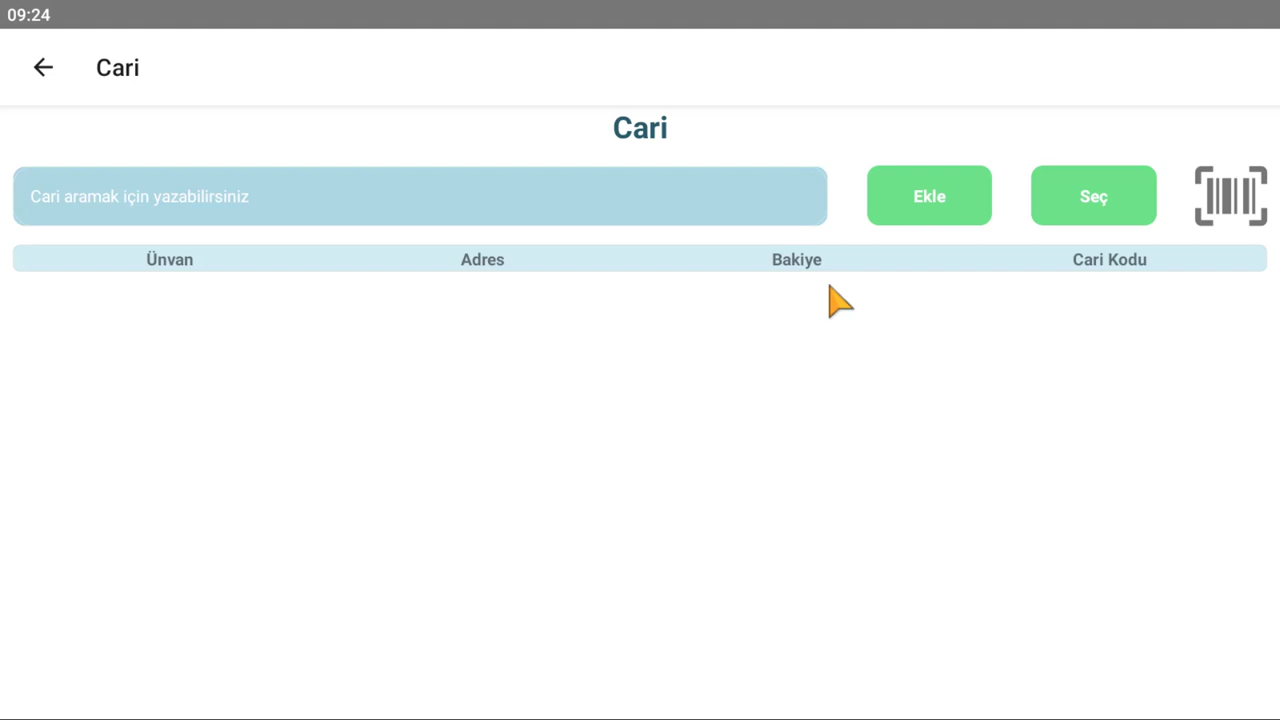 09:24
Cari
Cari
Cari aramak için yazabilirsiniz
Ekle
Seç
Ünvan Adres Bakiye Cari Kodu